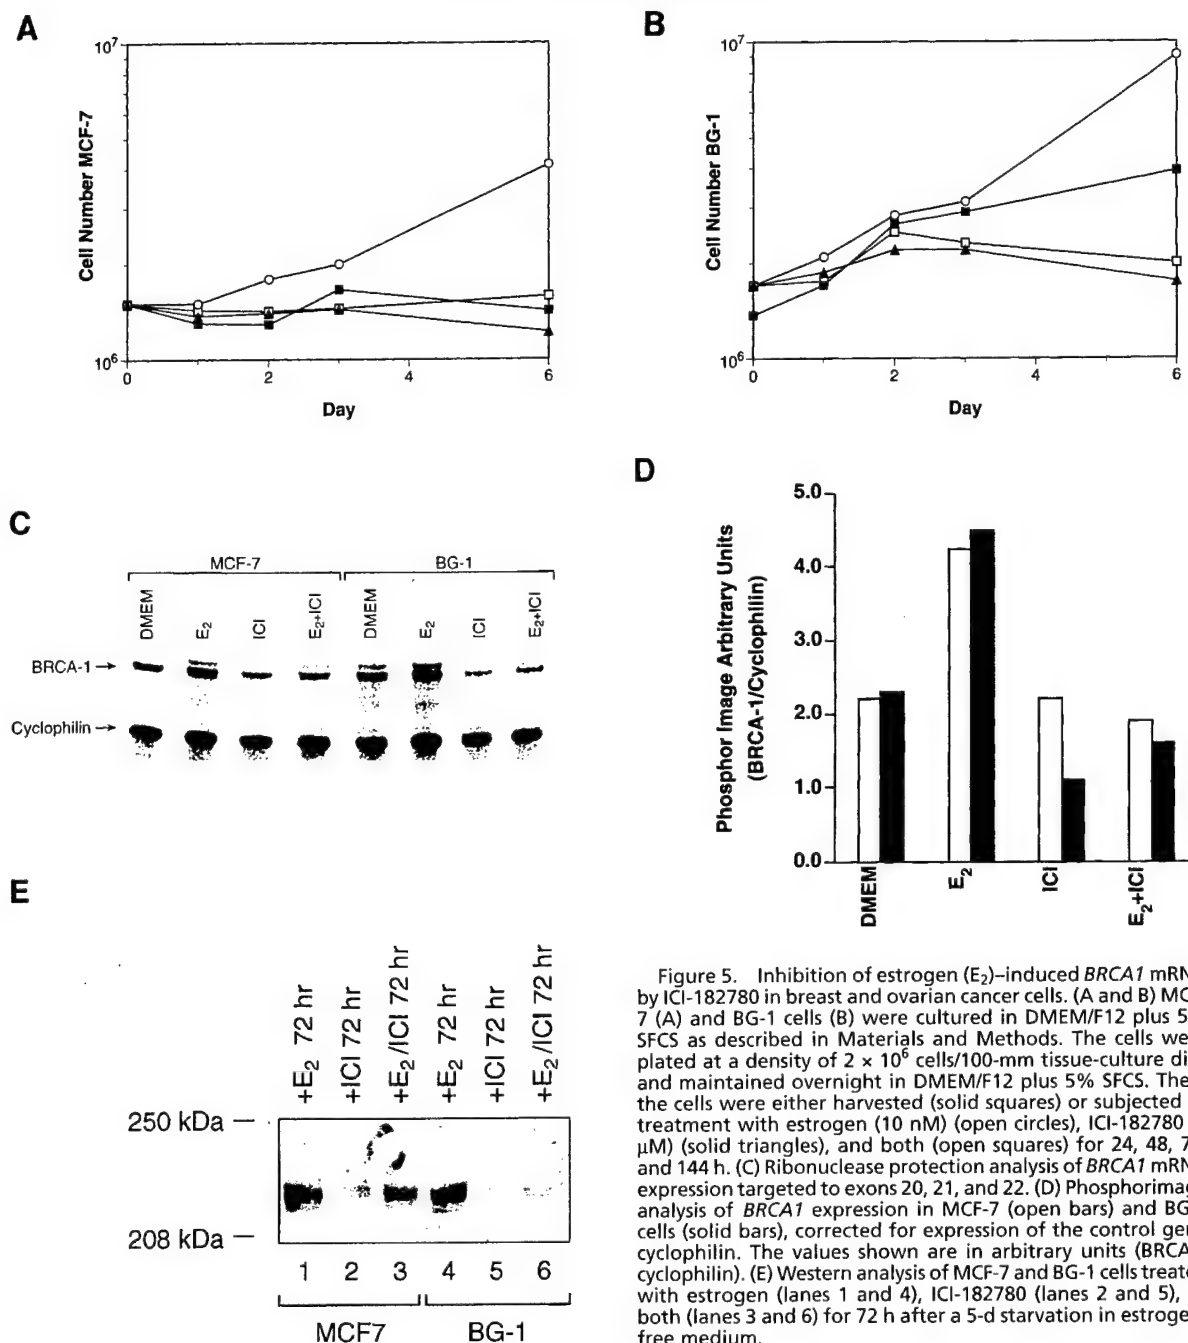 A
10⁷
Cell Number MCF-7
10⁶
0 2 4 6
Day
B
10⁷
Cell Number BG-1
10⁶
0 2 4 6
Day
C
MCF-7 BG-1
DMEM E₂ ICI E₂+ICI DMEM E₂ ICI E₂+ICI
BRCA-1
Cyclophilin
D
Phosphor Image Arbitrary Units
(BRCA-1/Cyclophilin)
5.0
4.0
3.0
2.0
1.0
0.0
DMEM E₂ ICI E₂+ICI
E
+E₂ 72 hr +ICI 72 hr +E₂/ICI 72 hr +E₂ 72 hr +ICI 72 hr +E₂/ICI 72 hr
250 kDa
208 kDa
1 2 3 4 5 6
MCF7 BG-1
Figure 5. Inhibition of estrogen (E₂)–induced BRCA1 mRN
by ICI-182780 in breast and ovarian cancer cells. (A and B) MC
7 (A) and BG-1 cells (B) were cultured in DMEM/F12 plus 5
SFCS as described in Materials and Methods. The cells we
plated at a density of 2 × 10⁶ cells/100-mm tissue-culture di
and maintained overnight in DMEM/F12 plus 5% SFCS. The
the cells were either harvested (solid squares) or subjected
treatment with estrogen (10 nM) (open circles), ICI-182780
μM) (solid triangles), and both (open squares) for 24, 48, 7
and 144 h. (C) Ribonuclease protection analysis of BRCA1 mRN
expression targeted to exons 20, 21, and 22. (D) Phosphorimag
analysis of BRCA1 expression in MCF-7 (open bars) and BG
cells (solid bars), corrected for expression of the control gen
cyclophilin. The values shown are in arbitrary units (BRCA
cyclophilin). (E) Western analysis of MCF-7 and BG-1 cells treate
with estrogen (lanes 1 and 4), ICI-182780 (lanes 2 and 5),
both (lanes 3 and 6) for 72 h after a 5-d starvation in estroge
free medium.